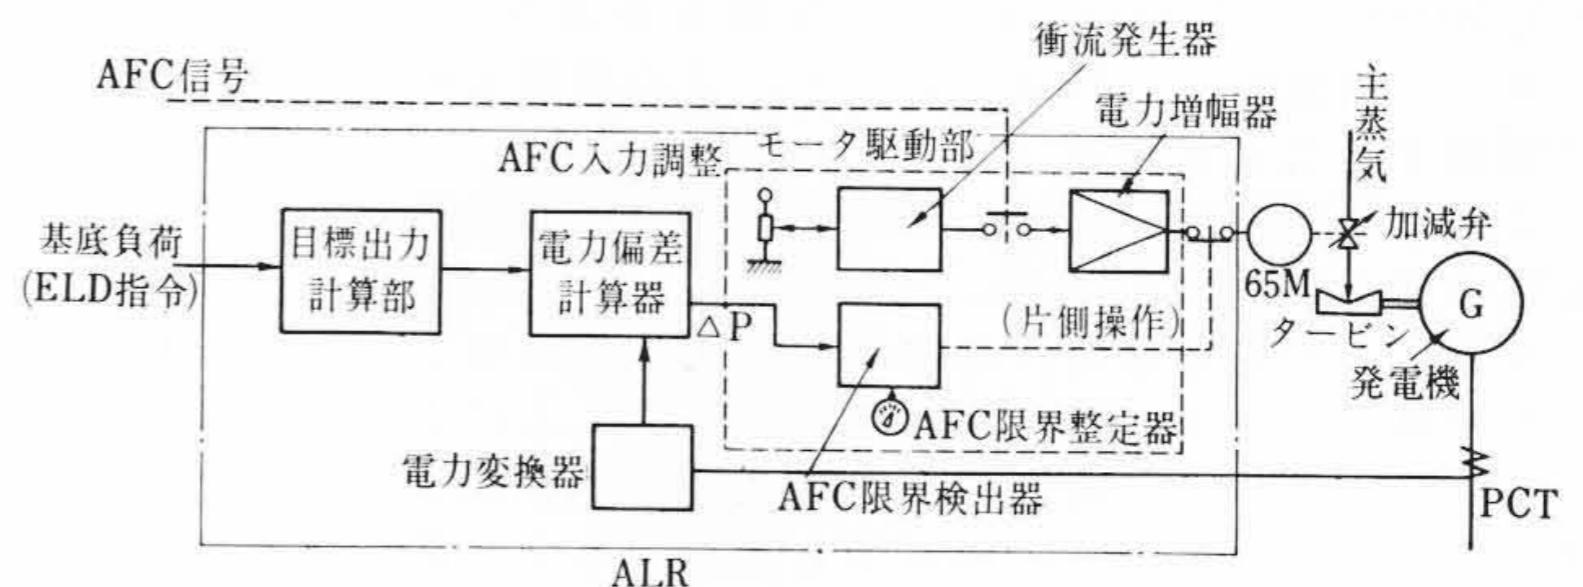 衝流発生器
AFC信号
電力増幅器
主蒸気
モータ駆動部
AFC入力調整
基底負荷
(ELD指令)
目標出力
計算部
電力偏差
計算器
加減弁
65M
G
タービン
発電機
△P
(片側操作)
AFC限界整定器
電力変換器
AFC限界検出器
PCT
ALR